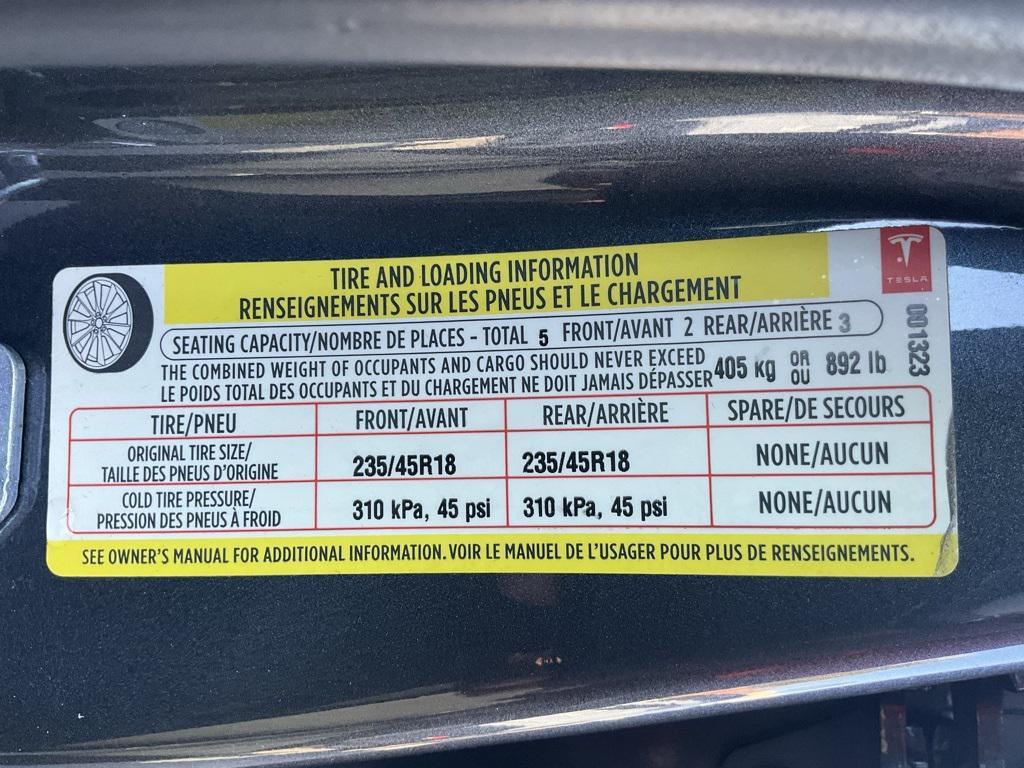 TIRE AND LOADING INFORMATION
RENSEIGNEMENTS SUR LES PNEUS ET LE CHARGEMENT
TESLA
SEATING CAPACITY/NOMBRE DE PLACES - TOTAL 5 FRONT/AVANT 2 REAR/ARRIÈRE 3
THE COMBINED WEIGHT OF OCCUPANTS AND CARGO SHOULD NEVER EXCEED
LE POIDS TOTAL DES OCCUPANTS ET DU CHARGEMENT NE DOIT JAMAIS DÉPASSER
405 kg OR OU 892 lb
001323
TIRE/PNEU FRONT/AVANT REAR/ARRIÈRE SPARE/DE SECOURS
ORIGINAL TIRE SIZE/
TAILLE DES PNEUS D'ORIGINE
235/45R18 235/45R18 NONE/AUCUN
COLD TIRE PRESSURE/
PRESSION DES PNEUS À FROID
310 kPa, 45 psi 310 kPa, 45 psi NONE/AUCUN
SEE OWNER'S MANUAL FOR ADDITIONAL INFORMATION. VOIR LE MANUEL DE L'USAGER POUR PLUS DE RENSEIGNEMENTS.